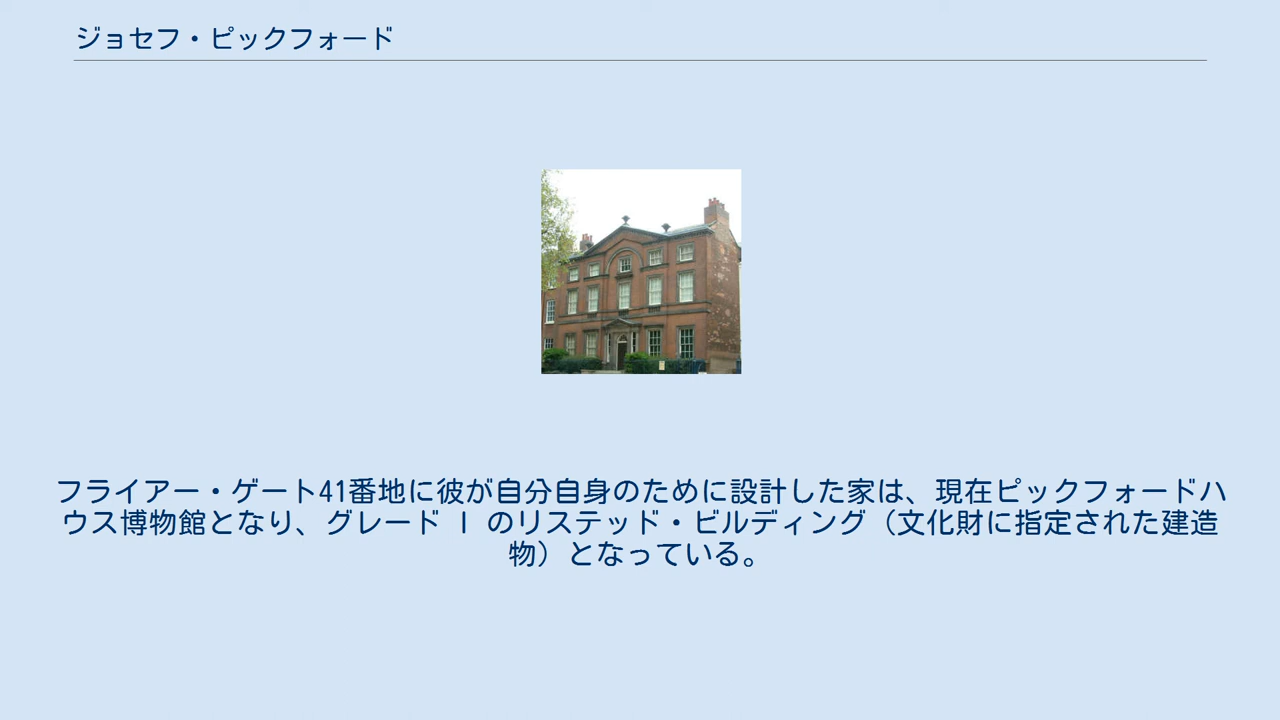 ジョセフ・ピックフォード
フライアー・ゲート41番地に彼が自分自身のために設計した家は、現在ピックフォードハ
ウス博物館となり、グレード Ⅰ のリステッド・ビルディング（文化財に指定された建造
物）となっている。